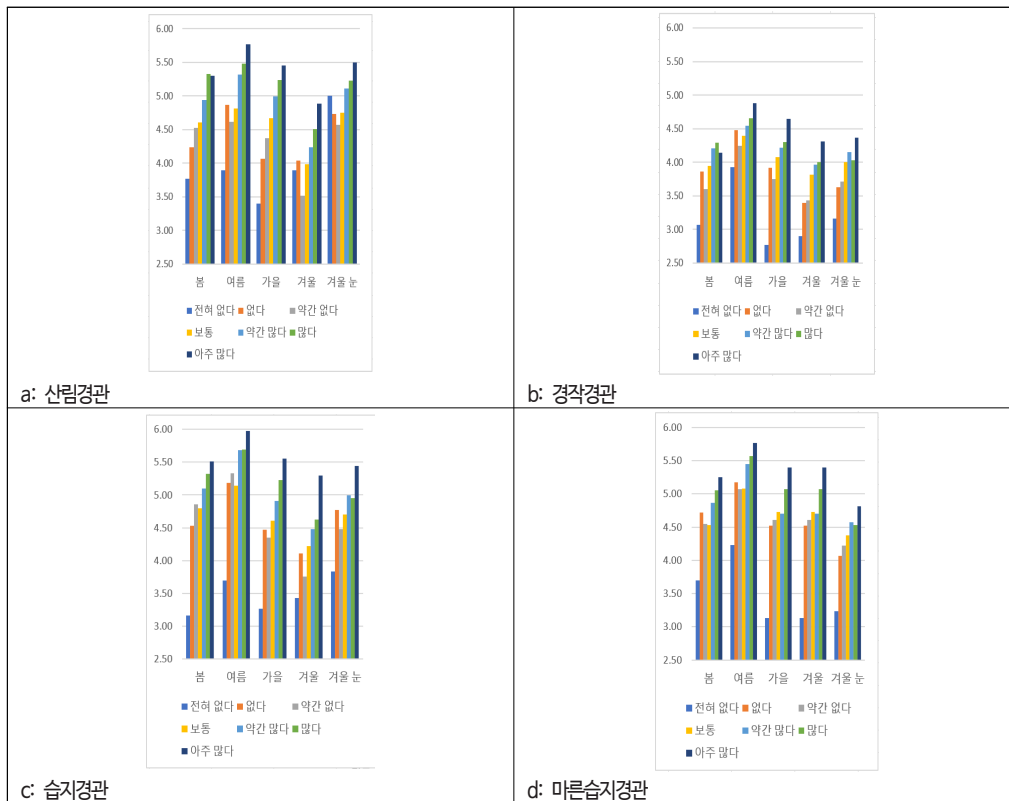 6.00
5.50
5.00
4.50
4.00
3.50
3.00
2.50
봄 여름 가을 겨울 겨울 눈
전혀 없다 없다 약간 없다
보통 약간 많다 많다
아주 많다
a: 산림경관
6.00
5.50
5.00
4.50
4.00
3.50
3.00
2.50
봄 여름 가을 겨울 겨울 눈
전혀 없다 없다 약간 없다
보통 약간 많다 많다
아주 많다
b: 경작경관
6.00
5.50
5.00
4.50
4.00
3.50
3.00
2.50
봄 여름 가을 겨울 겨울 눈
전혀 없다 없다 약간 없다
보통 약간 많다 많다
아주 많다
c: 습지경관
6.00
5.50
5.00
4.50
4.00
3.50
3.00
2.50
봄 여름 가을 겨울 겨울 눈
전혀 없다 없다 약간 없다
보통 약간 많다 많다
아주 많다
d: 마른습지경관